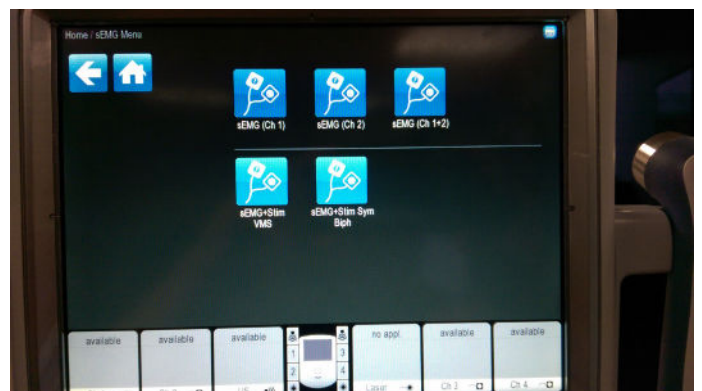 Home / sEMG Menu
sEMG (Ch 1)
sEMG (Ch 2)
sEMG (Ch 1+2)
sEMG+Stim
VMS
sEMG+Stim Sym
Biph
available
available
available
no appl.
available
available
1
3
2
4
Laser
Ch 3
Ch 4